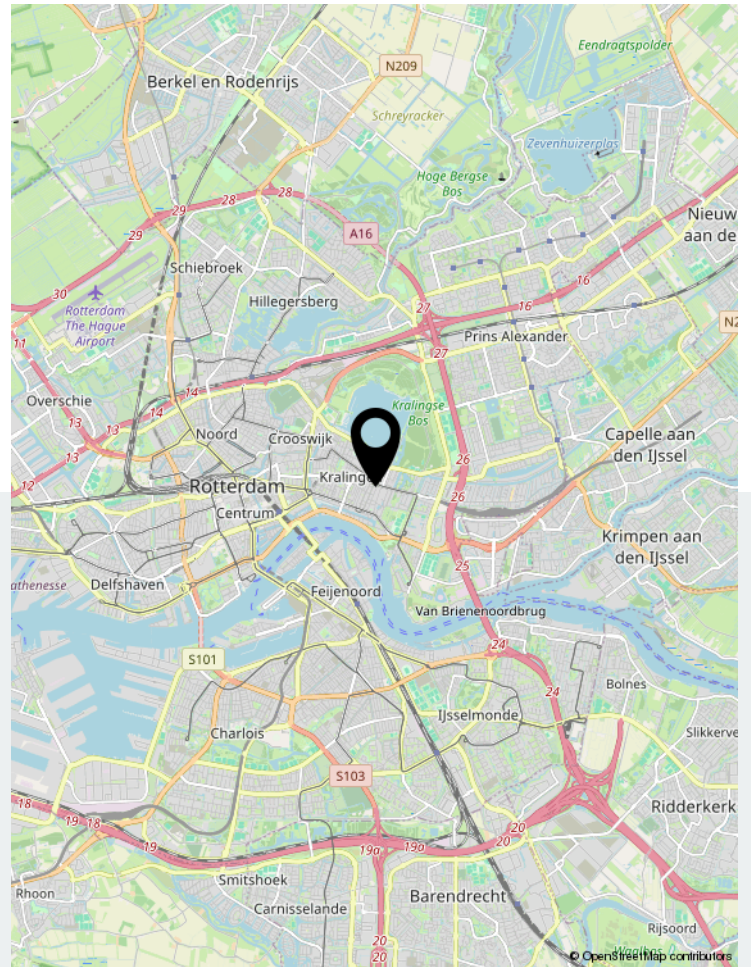 Eendragtspolder
N209
Berkel en Rodenrijs
Schreyracker
Zevenhuizerplas
Hoge Bergse
Bos
28
28
29
29
A16
16
Nieuw
aan de
Schiebroek
30
Rotterdam
The Hague
Airport
Hillegersberg
27
16
11
N2
Prins Alexander
27
14
Overschie
14
13
13
Kralingse
Bos
Noord
Crooswijk
Capelle aan
den IJssel
12
26
Rotterdam
Kralinge
26
Centrum
Krimpen aan
den IJssel
25
athenesse
Delfshaven
Feijenoord
Van Brienenoordbrug
24
S101
24
Bolnes
IJsselmonde
Charlois
Slikkerve
S103
18
19
18
19
Ridderkerk
20
20
19a
19a
Rhoon
Smitshoek
Barendrecht
Carnisselande
Rijsoord
20
20
© OpenStreetMap contributors